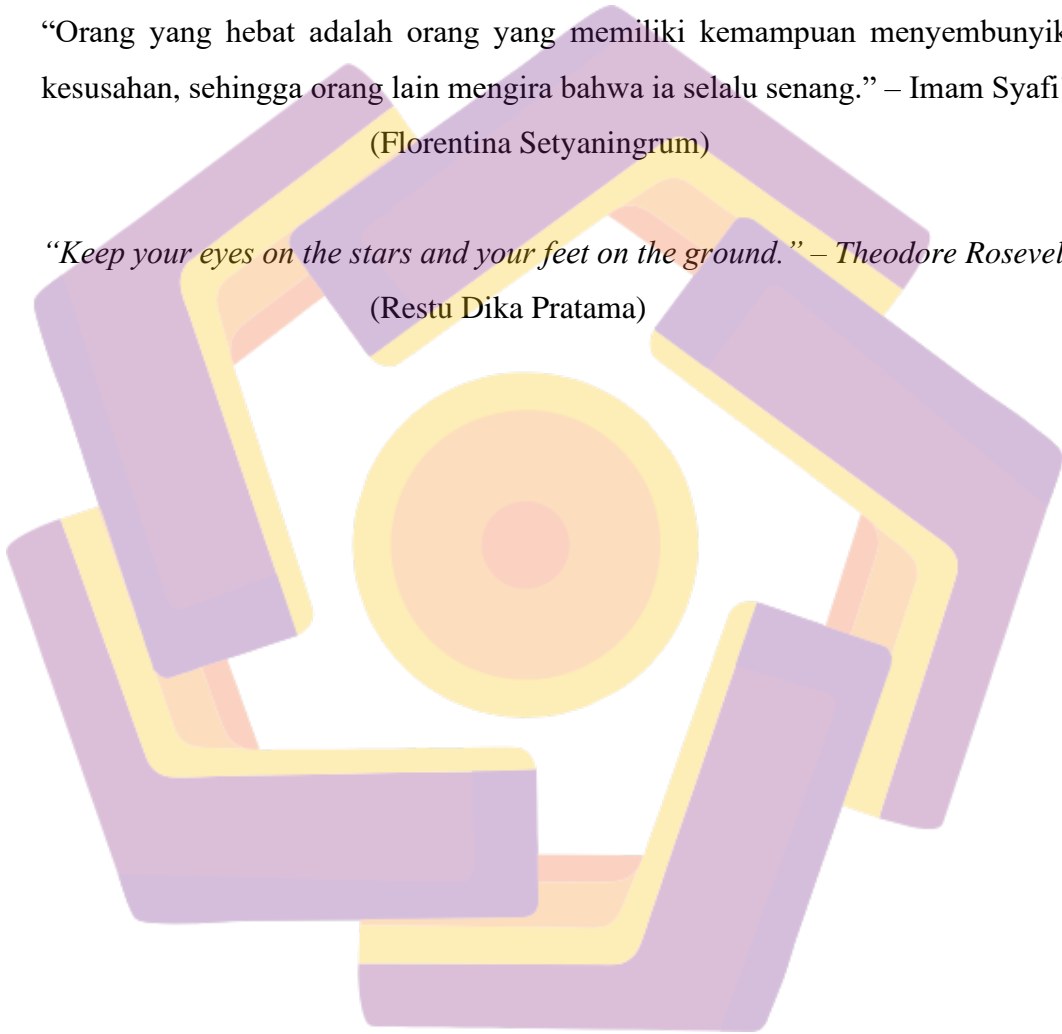 “Orang yang hebat adalah orang yang memiliki kemampuan menyembunyik
kesusahan, sehingga orang lain mengira bahwa ia selalu senang.” – Imam Syafi
(Florentina Setyaningrum)
“Keep your eyes on the stars and your feet on the ground.” – Theodore Rosevel
(Restu Dika Pratama)